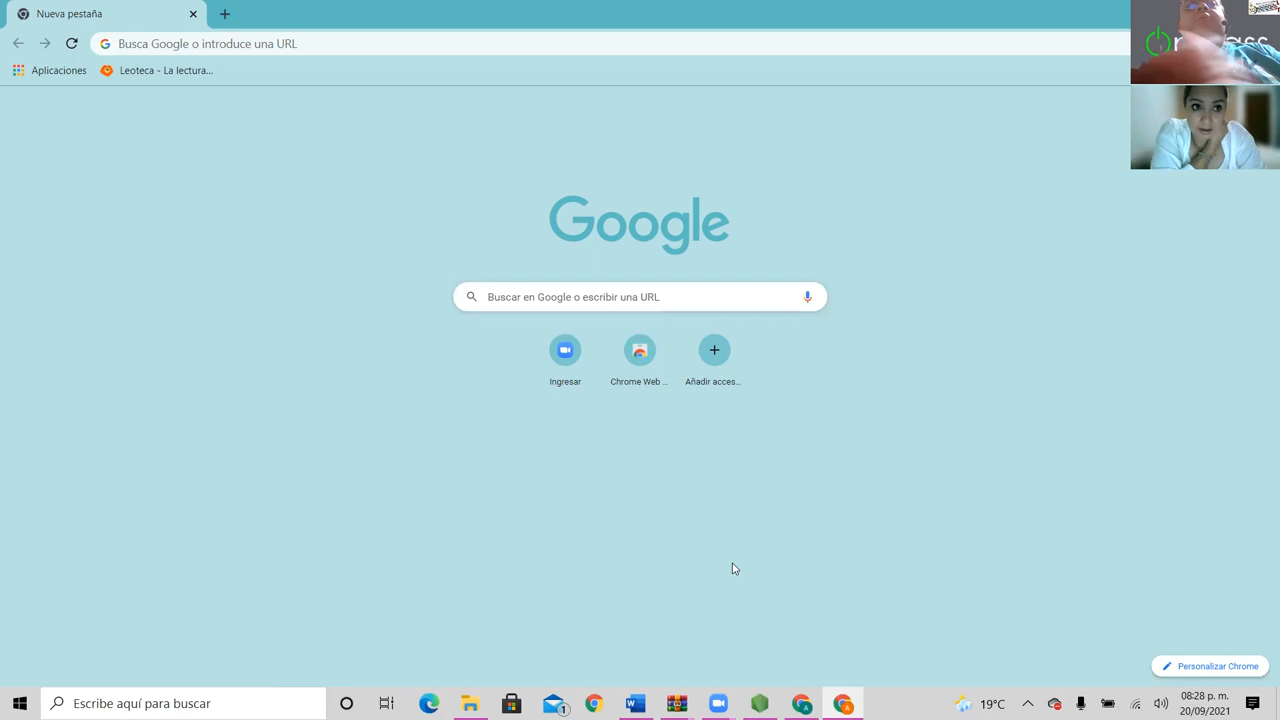 Nueva pestaña
Busca Google o introduce una URL
Aplicaciones
Leoteca - La lectura...
Google
Buscar en Google o escribir una URL
Ingresar
Chrome Web ...
Añadir acces...
Personalizar Chrome
Escribe aquí para buscar
1
A
A
19°C
08:28 p. m.
20/09/2021